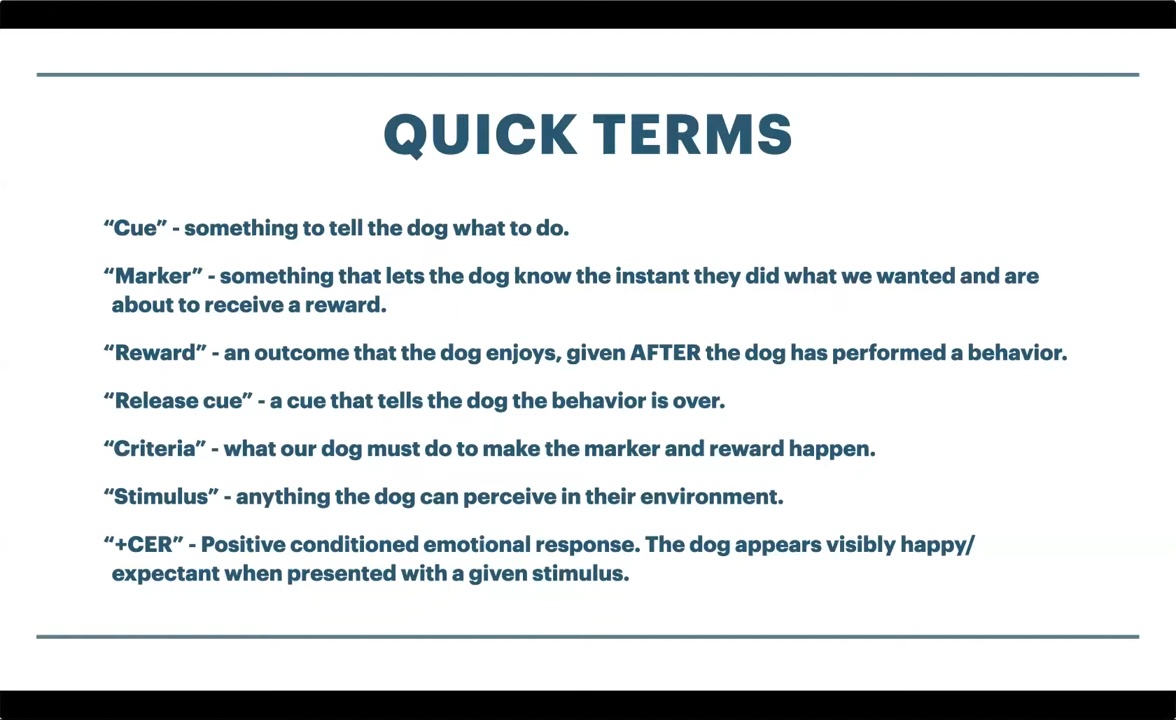 QUICK TERMS
“Cue” - something to tell the dog what to do.
“Marker” - something that lets the dog know the instant they did what we wanted and are
about to receive a reward.
“Reward” - an outcome that the dog enjoys, given AFTER the dog has performed a behavior.
“Release cue” - a cue that tells the dog the behavior is over.
“Criteria” - what our dog must do to make the marker and reward happen.
“Stimulus” - anything the dog can perceive in their environment.
“+CER” - Positive conditioned emotional response. The dog appears visibly happy/
expectant when presented with a given stimulus.